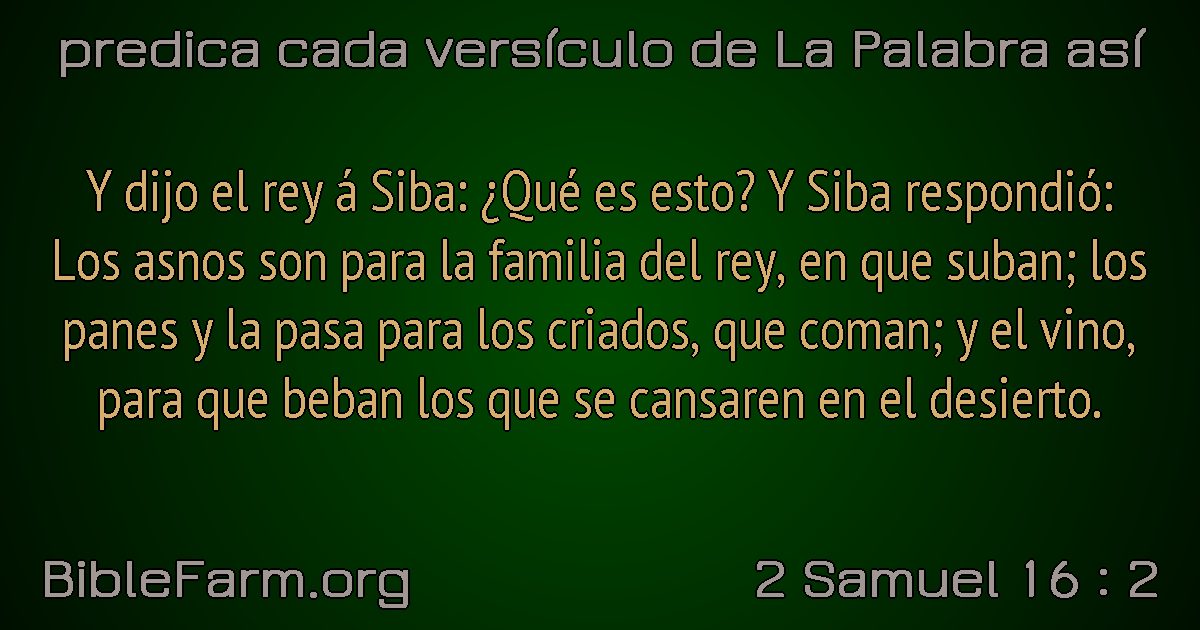 predica cada versículo de La Palabra así
Y dijo el rey á Siba: ¿Qué es esto? Y Siba respondió:
Los asnos son para la familia del rey, en que suban; los
panes y la pasa para los criados, que coman; y el vino,
para que beban los que se cansaren en el desierto.
BibleFarm.org
2 Samuel 16 : 2